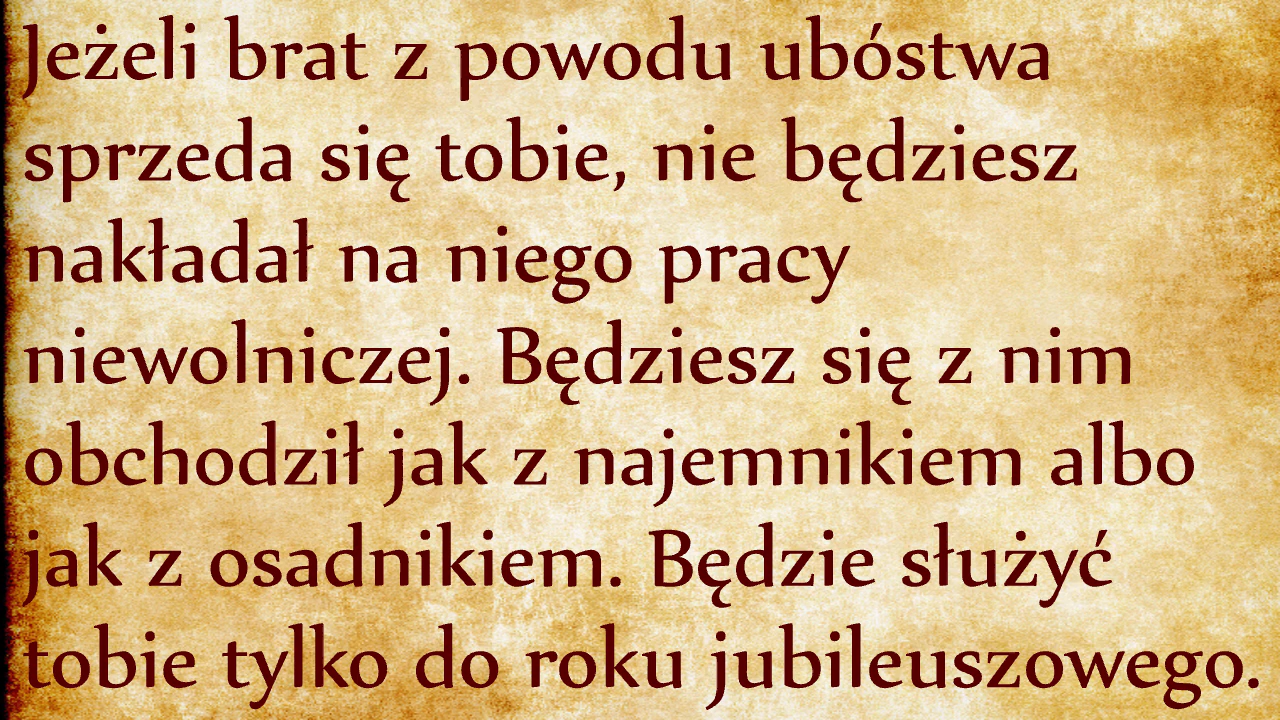 Jeżeli brat z powodu ubóstwa
sprzeda się tobie, nie będziesz
nakładał na niego pracy
niewolniczej. Będziesz się z nim
obchodził jak z najemnikiem albo
jak z osadnikiem. Będzie służyć
tobie tylko do roku jubileuszowego.